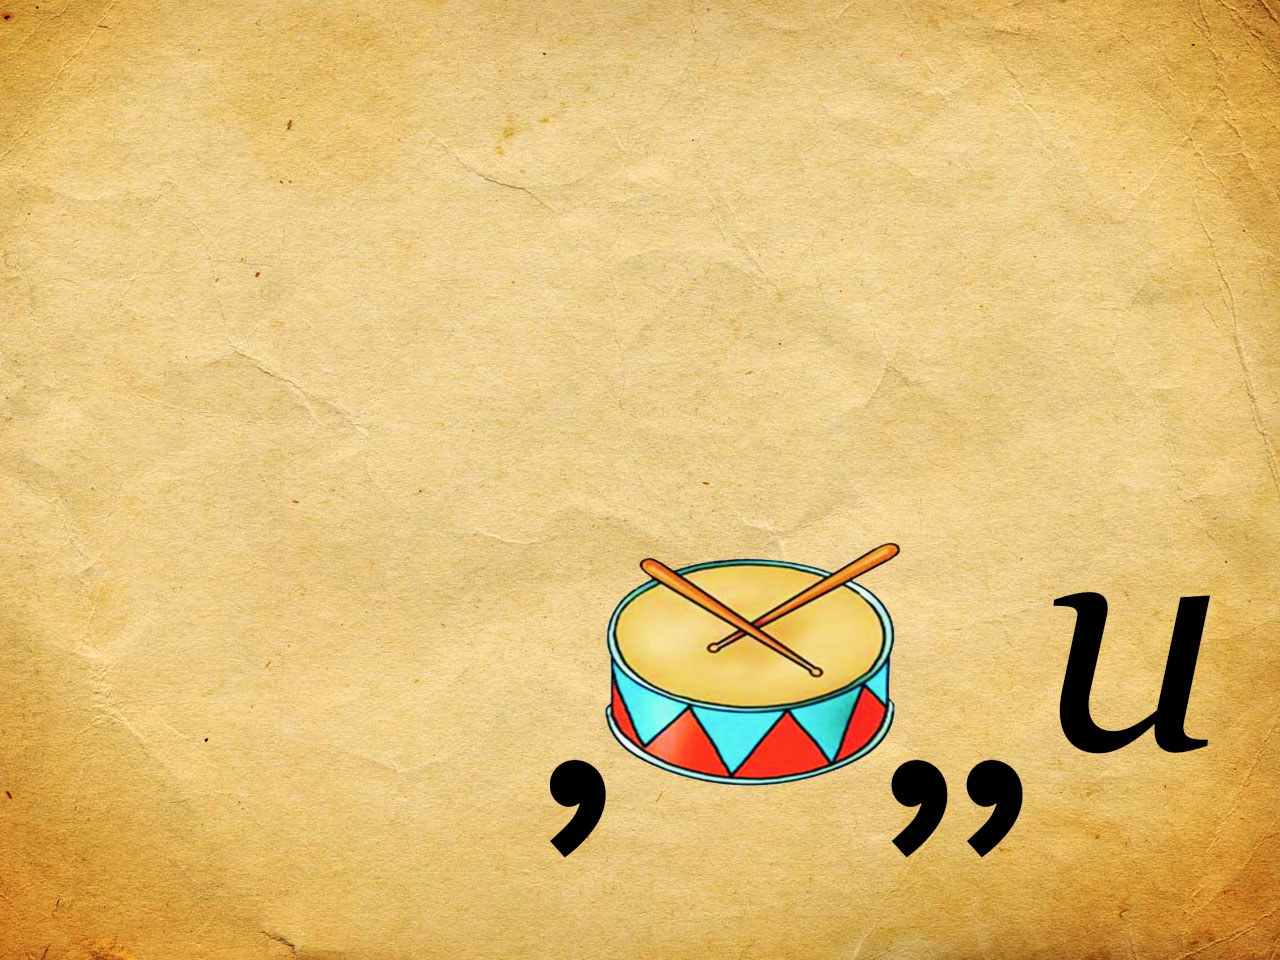 , ,, и